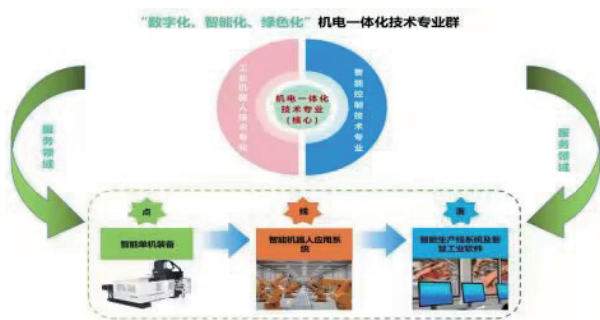 “数字化、智能化、绿色化”机电一体化技术专业群
工业机器人技术专业
机电一体化
技术专业
(核心)
智能控制技术专业
服务领域
服务领域
点
线
面
智能单机装备
智能机器人应用系
统
智能生产线系统及智
慧工业软件